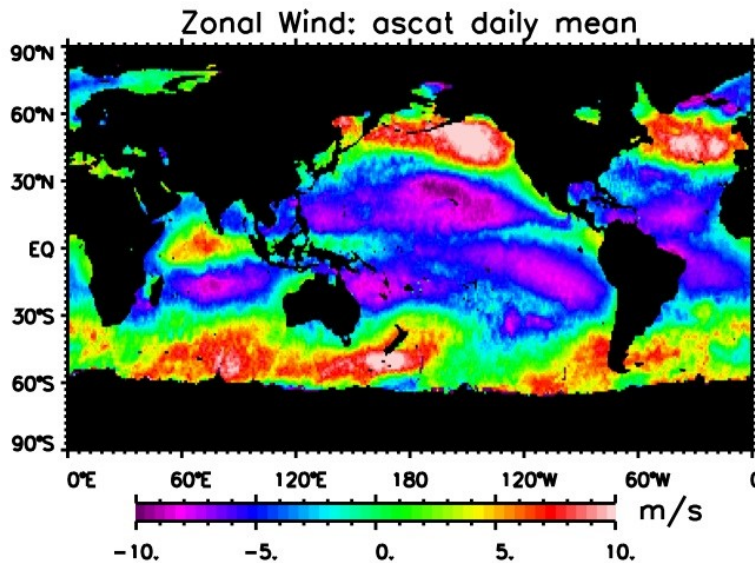 Zonal Wind: ascat daily mean
90°N
60°N
30°N
EQ
30°S
60°S
90°S
0°E 60°E 120°E 180 120°W 60°W 0
m/s
-10. -5. 0. 5. 10.